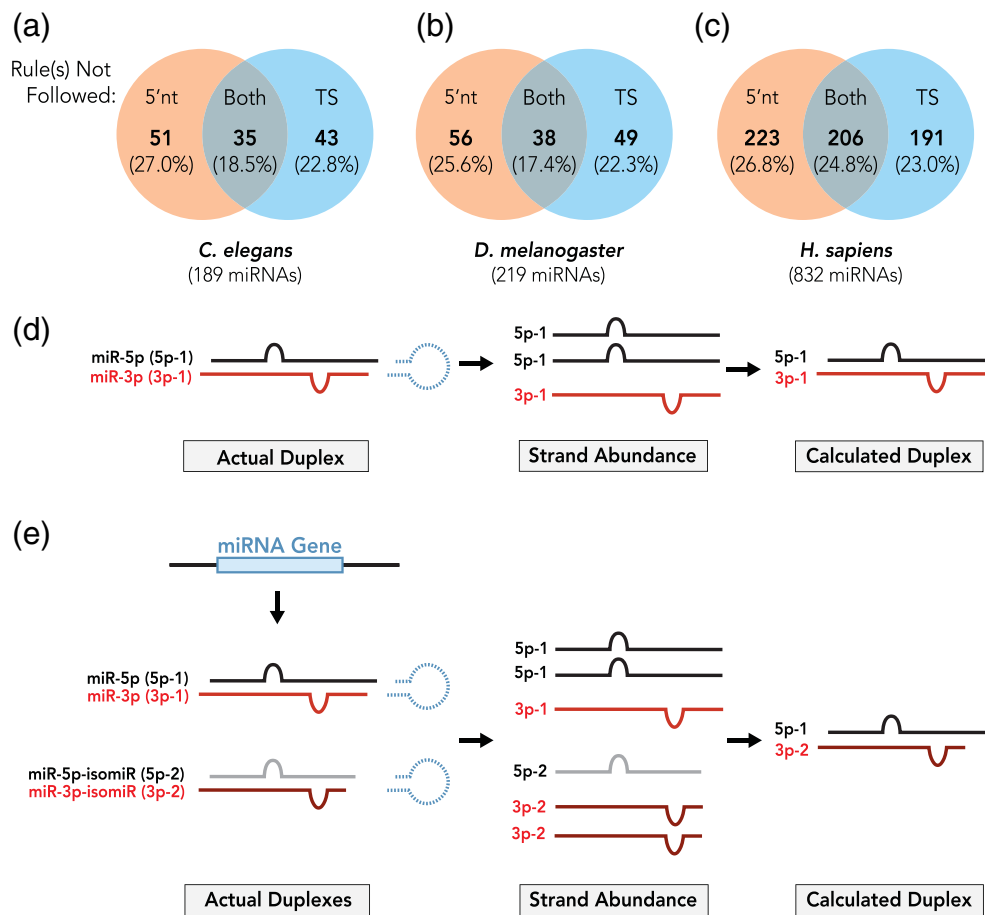 (a)
(b)
(c)
Rule(s) Not
Followed:
5'nt
Both
TS
51
35
43
(27.0%)
(18.5%)
(22.8%)
C. elegans
(189 miRNAs)
5'nt
Both
TS
56
38
49
(25.6%)
(17.4%)
(22.3%)
D. melanogaster
(219 miRNAs)
5'nt
Both
TS
223
206
191
(26.8%)
(24.8%)
(23.0%)
H. sapiens
(832 miRNAs)
(d)
miR-5p (5p-1)
miR-3p (3p-1)
5p-1
5p-1
3p-1
5p-1
3p-1
Actual Duplex
Strand Abundance
Calculated Duplex
(e)
miRNA Gene
miR-5p (5p-1)
miR-3p (3p-1)
miR-5p-isomiR (5p-2)
miR-3p-isomiR (3p-2)
5p-1
5p-1
3p-1
5p-2
3p-2
3p-2
5p-1
3p-2
Actual Duplexes
Strand Abundance
Calculated Duplex